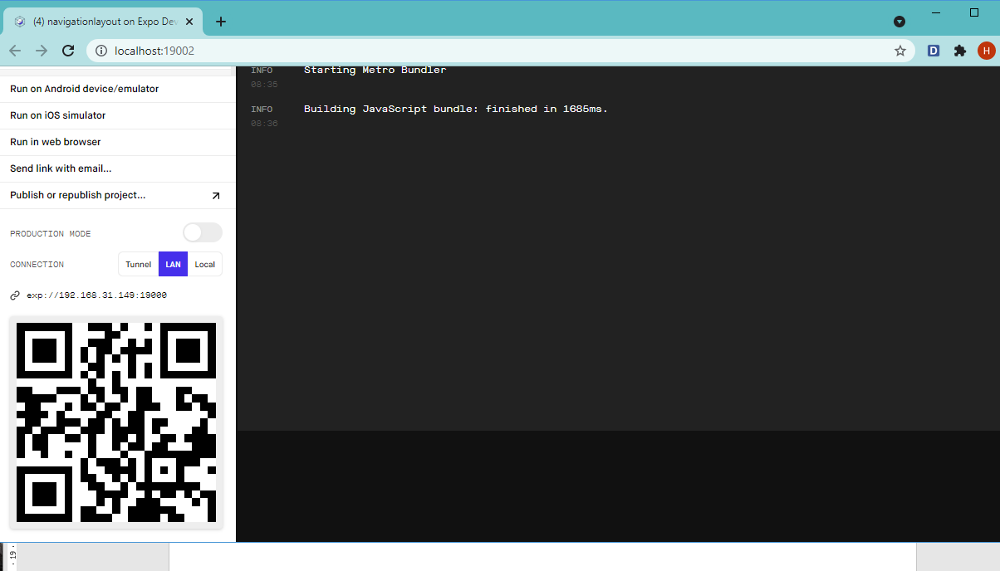 (4) navigationlayout on Expo Dev
localhost:19002
D
H
Run on Android device/emulator
Run on iOS simulator
Run in web browser
Send link with email...
Publish or republish project...
PRODUCTION MODE
CONNECTION
Tunnel
LAN
Local
exp://192.168.31.149:19000
INFO
Starting Metro Bundler
08:35
INFO
Building JavaScript bundle: finished in 1685ms.
08:36
· 19 ·